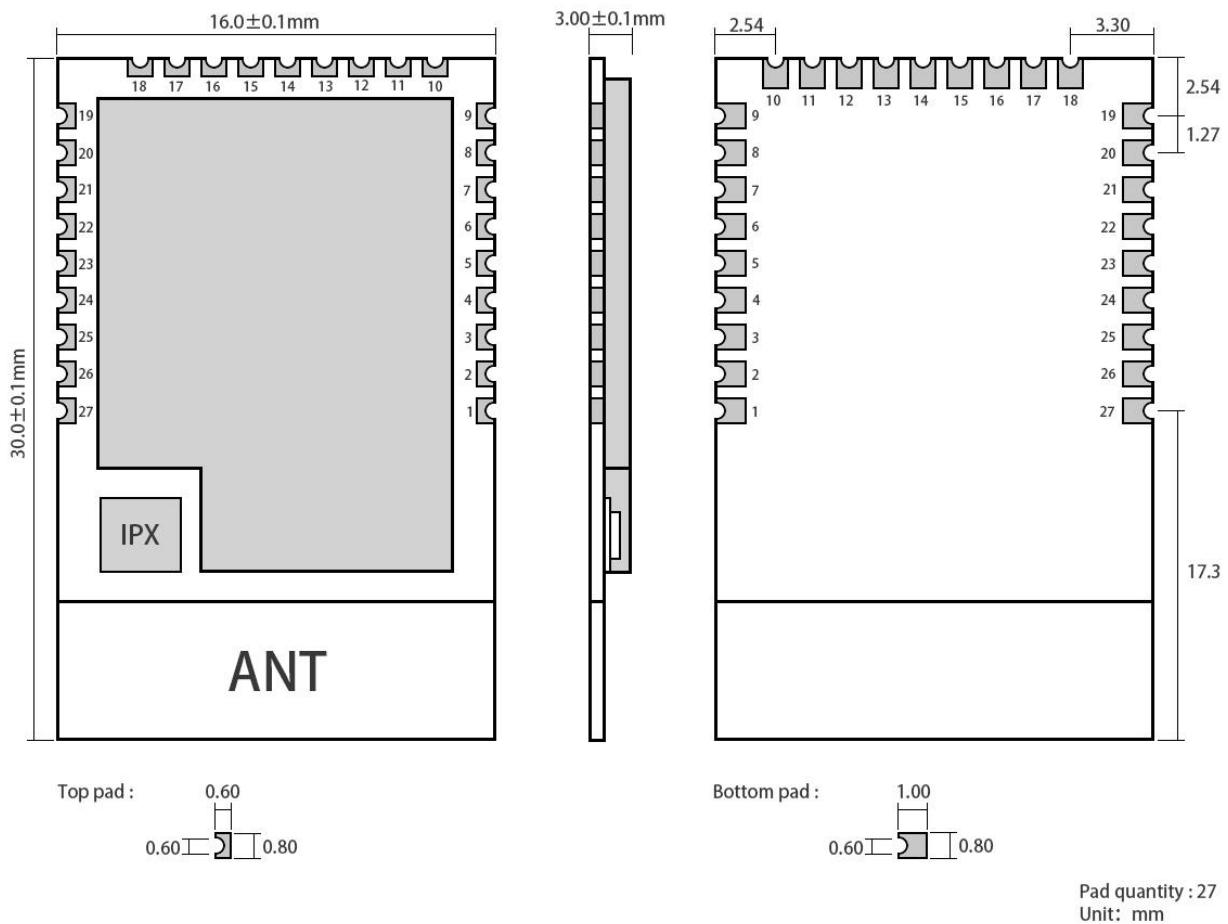 16.0±0.1mm
3.00±0.1mm
2.54
3.30
18 17 16 15 14 13 12 11 10
10 11 12 13 14 15 16 17 18
2.54
19 9
9 19
1.27
20 8
8 20
21 7
7 21
22 6
6 22
23 5
5 23
24 4
4 24
25 3
3 25
26 2
2 26
27 1
1 27
30.0±0.1mm
IPX
17.3
ANT
Top pad : 0.60
0.60 0.80
Bottom pad : 1.00
0.60 0.80
Pad quantity : 27
Unit: mm